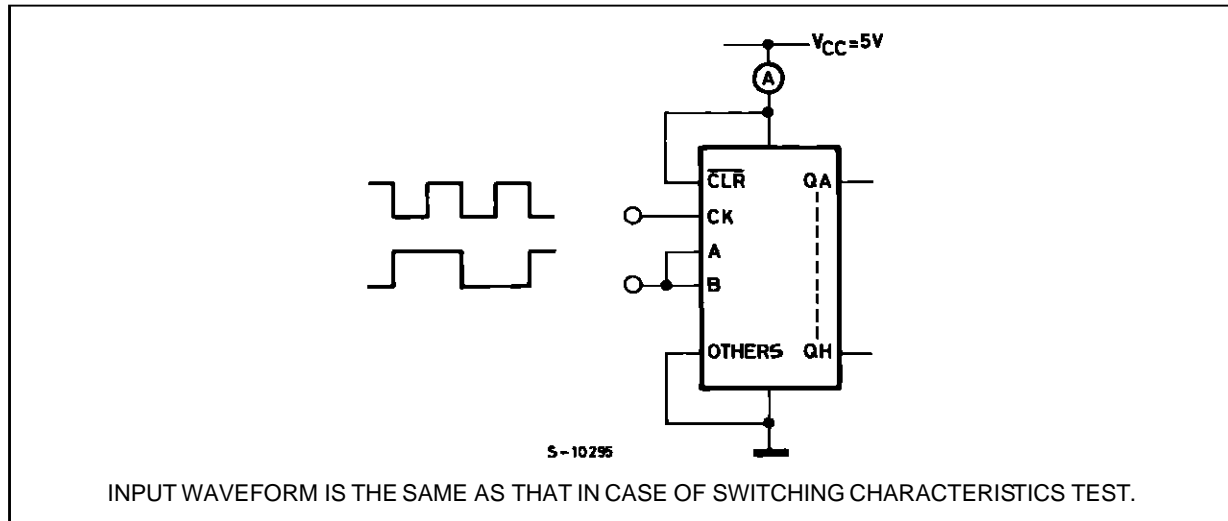 V_CC=5V
A
CLR QA
CK
A
B
OTHERS QH
S-10295
INPUT WAVEFORM IS THE SAME AS THAT IN CASE OF SWITCHING CHARACTERISTICS TEST.